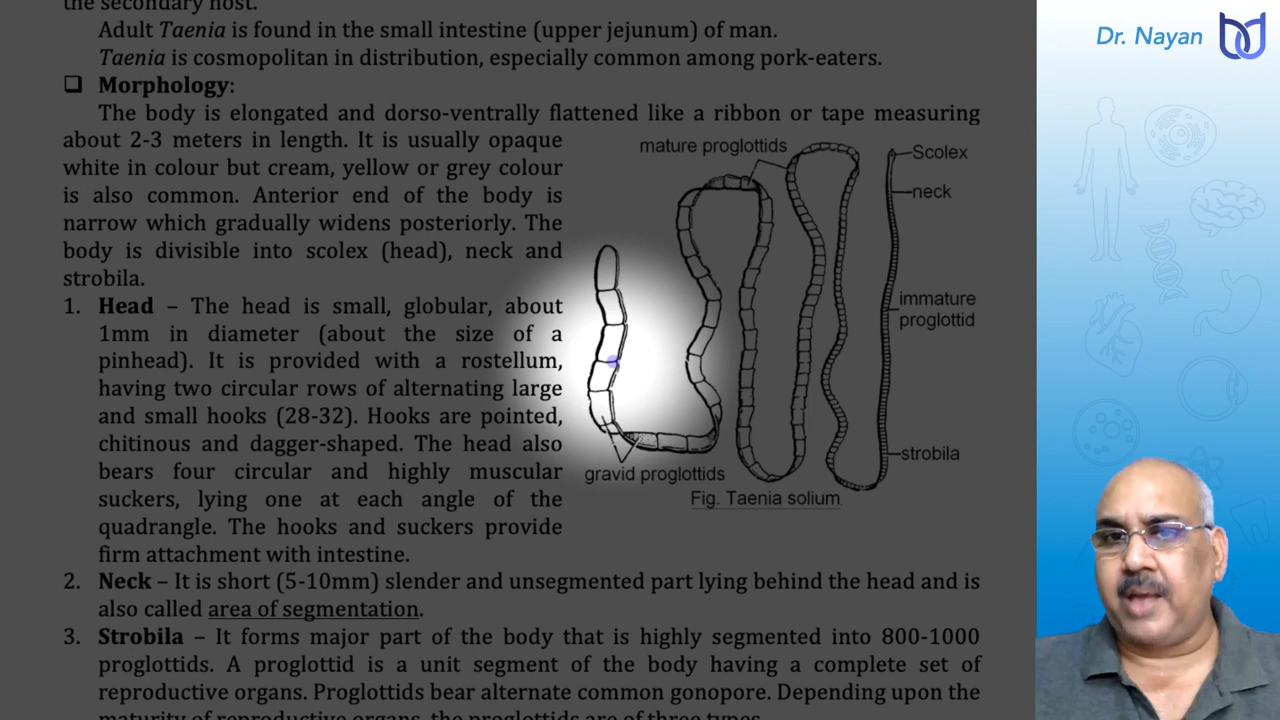 the secondary host.
Adult Taenia is found in the small intestine (upper jejunum) of man.
Taenia is cosmopolitan in distribution, especially common among pork-eaters.
❑ Morphology:
The body is elongated and dorso-ventrally flattened like a ribbon or tape measuring
about 2-3 meters in length. It is usually opaque
white in colour but cream, yellow or grey colour
is also common. Anterior end of the body is
narrow which gradually widens posteriorly. The
body is divisible into scolex (head), neck and
strobila.
1. Head – The head is small, globular, about
1mm in diameter (about the size of a
pinhead). It is provided with a rostellum,
having two circular rows of alternating large
and small hooks (28-32). Hooks are pointed,
chitinous and dagger-shaped. The head also
bears four circular and highly muscular
suckers, lying one at each angle of the
quadrangle. The hooks and suckers provide
firm attachment with intestine.
mature proglottids
Scolex
neck
immature
proglottid
strobila
gravid proglottids
Fig. Taenia solium
2. Neck – It is short (5-10mm) slender and unsegmented part lying behind the head and is
also called area of segmentation.
3. Strobila – It forms major part of the body that is highly segmented into 800-1000
proglottids. A proglottid is a unit segment of the body having a complete set of
reproductive organs. Proglottids bear alternate common gonopore. Depending upon the
maturity of reproductive organs, the proglottids are of three types.
Dr. Nayan